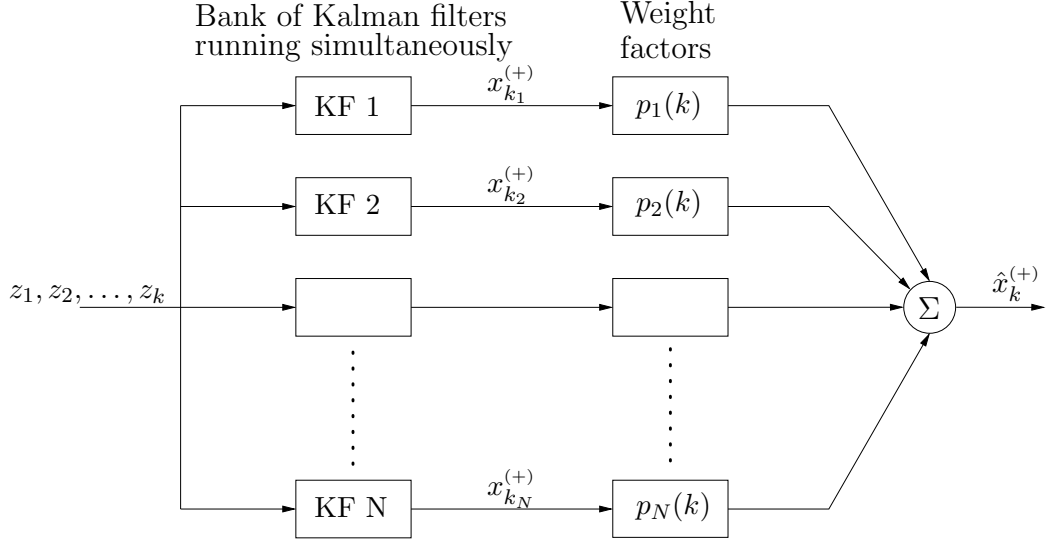 Bank of Kalman filters
running simultaneously
Weight
factors
KF 1
x_{k_1}^{(+)}
p_1(k)
KF 2
x_{k_2}^{(+)}
p_2(k)
z_1, z_2, …, z_k
Σ
\hat{x}_k^{(+)}
KF N
x_{k_N}^{(+)}
p_N(k)